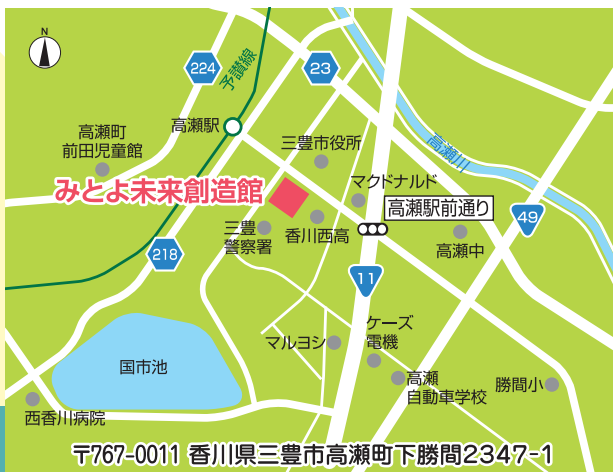 N
224
予讃線
23
高瀬駅
高瀬町
前田児童館
三豊市役所
高瀬川
みとよ未来創造館
マクドナルド
高瀬駅前通り
49
三豊
警察署
香川西高
高瀬中
218
11
マルヨシ
ケーズ
電機
国市池
高瀬
自動車学校
勝間小
西香川病院
〒767-0011 香川県三豊市高瀬町下勝間2347-1